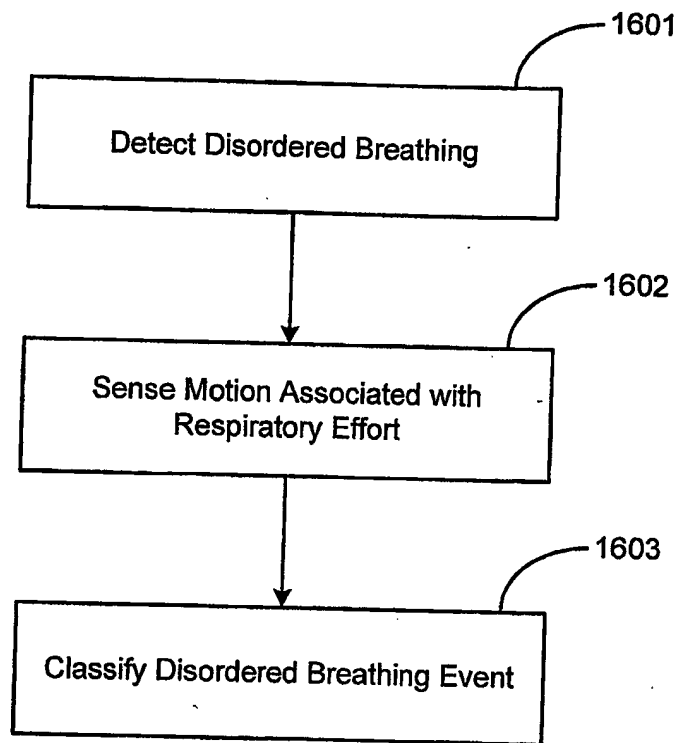 1601
Detect Disordered Breathing
1602
Sense Motion Associated with
Respiratory Effort
1603
Classify Disordered Breathing Event